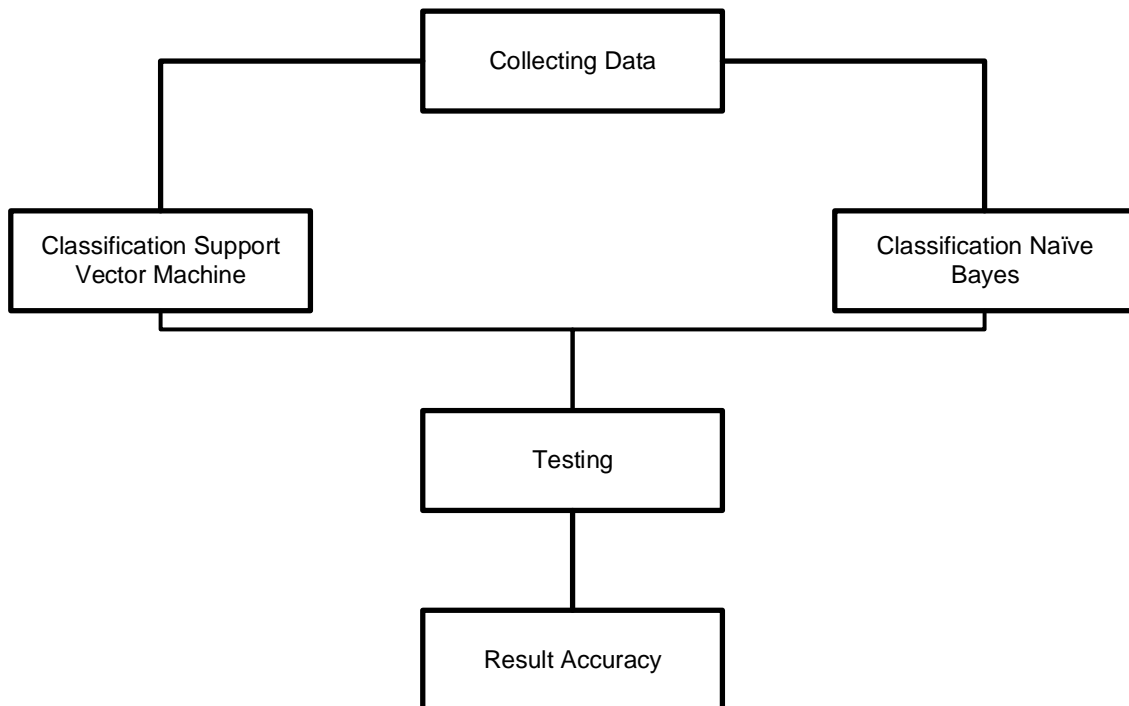 Collecting Data
Classification Support
Vector Machine
Classification Naïve
Bayes
Testing
Result Accuracy